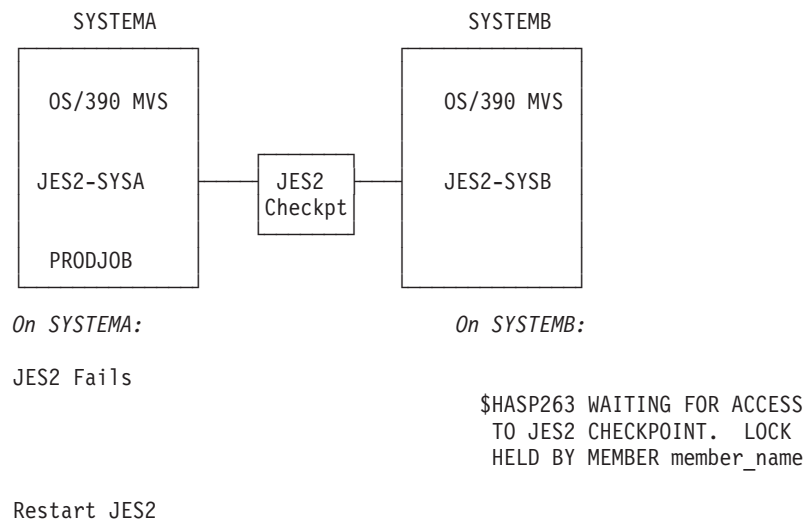 SYSTEMA SYSTEMB
OS/390 MVS OS/390 MVS
JES2-SYSA JES2 JES2-SYSB
Checkpt
PRODJOB
On SYSTEMA: On SYSTEMB:
JES2 Fails
$HASP263 WAITING FOR ACCESS
TO JES2 CHECKPOINT. LOCK
HELD BY MEMBER member_name
Restart JES2